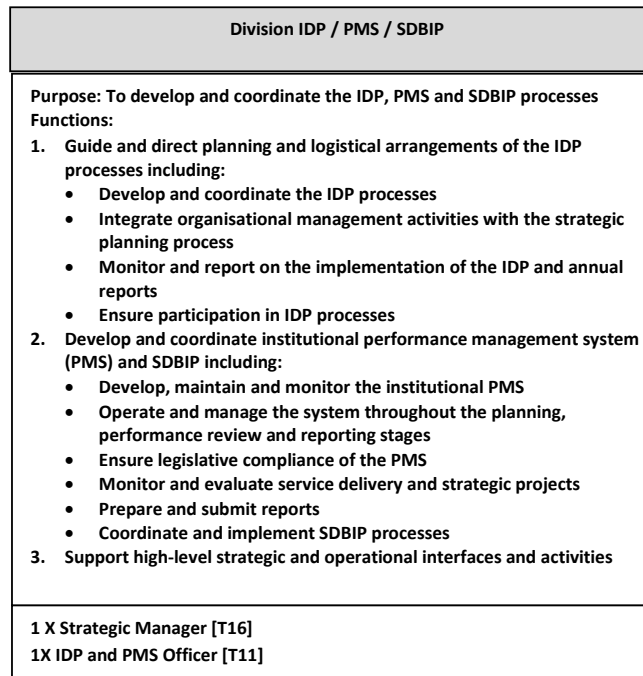 Division IDP / PMS / SDBIP
Purpose: To develop and coordinate the IDP, PMS and SDBIP processes
Functions:
1. Guide and direct planning and logistical arrangements of the IDP
processes including:
• Develop and coordinate the IDP processes
• Integrate organisational management activities with the strategic
planning process
• Monitor and report on the implementation of the IDP and annual
reports
• Ensure participation in IDP processes
2. Develop and coordinate institutional performance management system
(PMS) and SDBIP including:
• Develop, maintain and monitor the institutional PMS
• Operate and manage the system throughout the planning,
performance review and reporting stages
• Ensure legislative compliance of the PMS
• Monitor and evaluate service delivery and strategic projects
• Prepare and submit reports
• Coordinate and implement SDBIP processes
3. Support high-level strategic and operational interfaces and activities
1 X Strategic Manager [T16]
1X IDP and PMS Officer [T11]